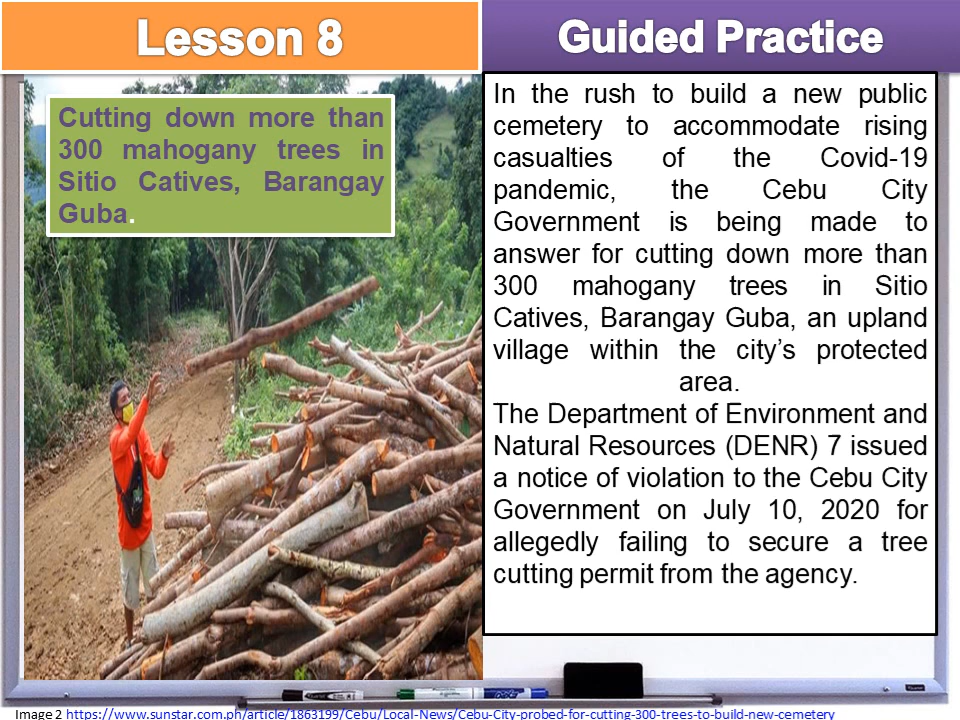 Lesson 8
Guided Practice
Cutting down more than
300 mahogany trees in
Sitio Catives, Barangay
Guba.
In the rush to build a new public
cemetery to accommodate rising
casualties of the Covid-19
pandemic, the Cebu City
Government is being made to
answer for cutting down more than
300 mahogany trees in Sitio
Catives, Barangay Guba, an upland
village within the city’s protected
area.
The Department of Environment and
Natural Resources (DENR) 7 issued
a notice of violation to the Cebu City
Government on July 10, 2020 for
allegedly failing to secure a tree
cutting permit from the agency.
Image 2 https://www.sunstar.com.ph/article/1863199/Cebu/Local-News/Cebu-City-probed-for-cutting-300-trees-to-build-new-cemetery